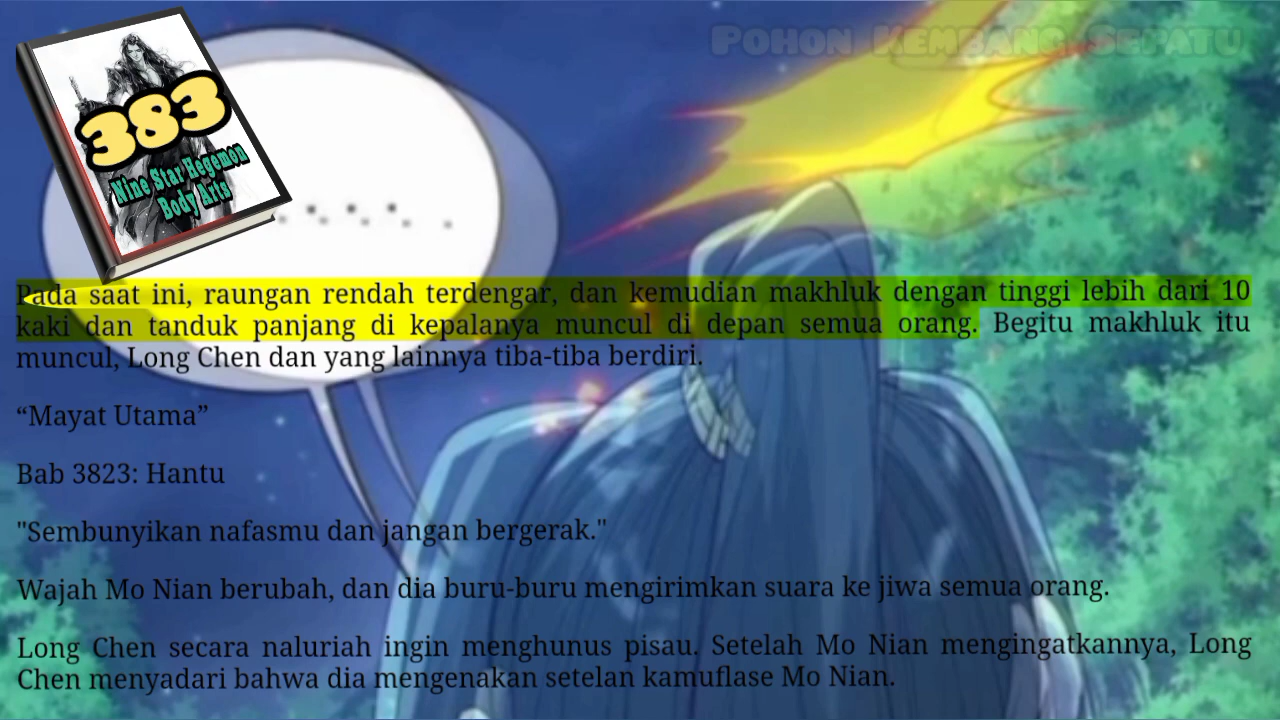 POHON KEMBANG SEPATU
383
Nine Star Hegemon
Body Arts
Pada saat ini, raungan rendah terdengar, dan kemudian makhluk dengan tinggi lebih dari 10
kaki dan tanduk panjang di kepalanya muncul di depan semua orang. Begitu makhluk itu
muncul, Long Chen dan yang lainnya tiba-tiba berdiri.
“Mayat Utama”
Bab 3823: Hantu
"Sembunyikan nafasmu dan jangan bergerak."
Wajah Mo Nian berubah, dan dia buru-buru mengirimkan suara ke jiwa semua orang.
Long Chen secara naluriah ingin menghunus pisau. Setelah Mo Nian mengingatkannya, Long
Chen menyadari bahwa dia mengenakan setelan kamuflase Mo Nian.